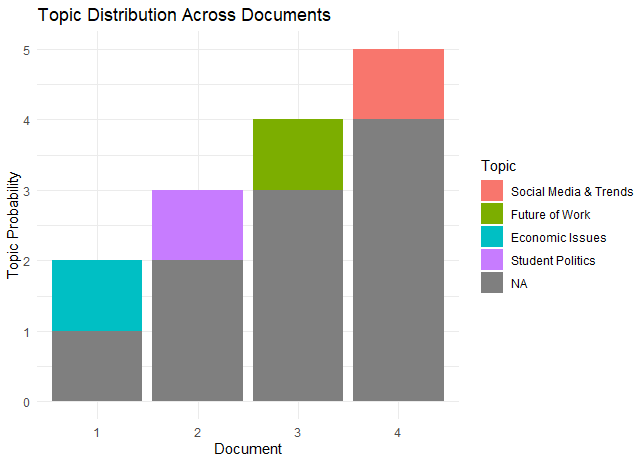 Topic Distribution Across Documents
5
4
3
2
1
0
Topic Probability
1 2 3 4
Document
Topic
Social Media & Trends
Future of Work
Economic Issues
Student Politics
NA